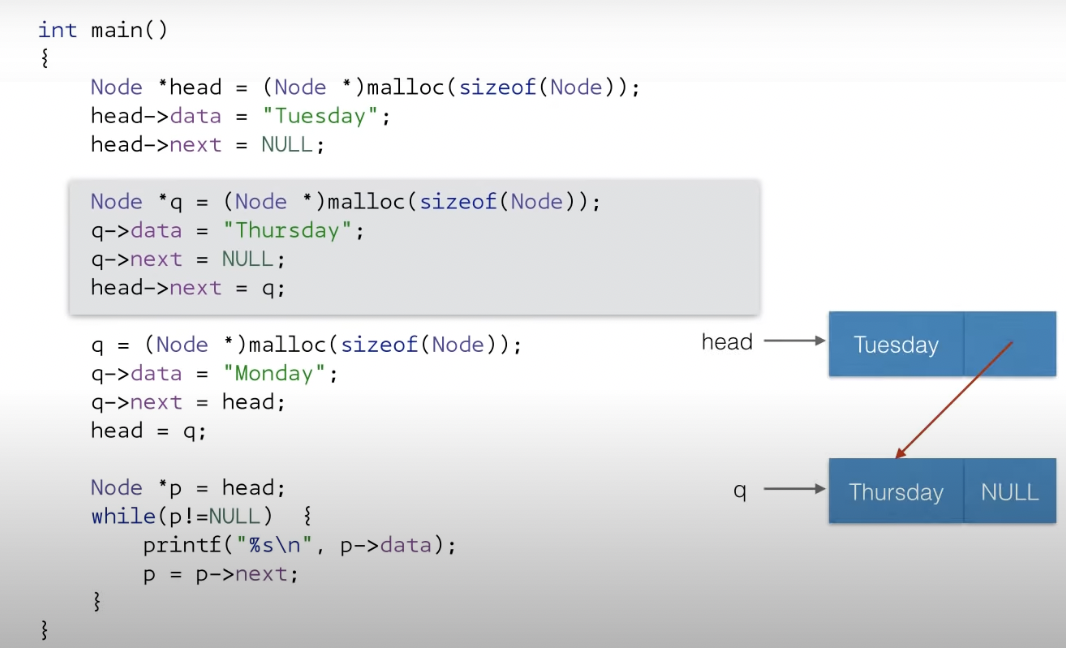 int main()
{
    Node *head = (Node *)malloc(sizeof(Node));
    head->data = "Tuesday";
    head->next = NULL;
    Node *q = (Node *)malloc(sizeof(Node));
    q->data = "Thursday";
    q->next = NULL;
    head->next = q;
    q = (Node *)malloc(sizeof(Node));
    q->data = "Monday";
    q->next = head;
    head = q;
    Node *p = head;
    while(p!=NULL)  {
        printf("%s\n", p->data);
        p = p->next;
    }
}
head Tuesday
q Thursday NULL